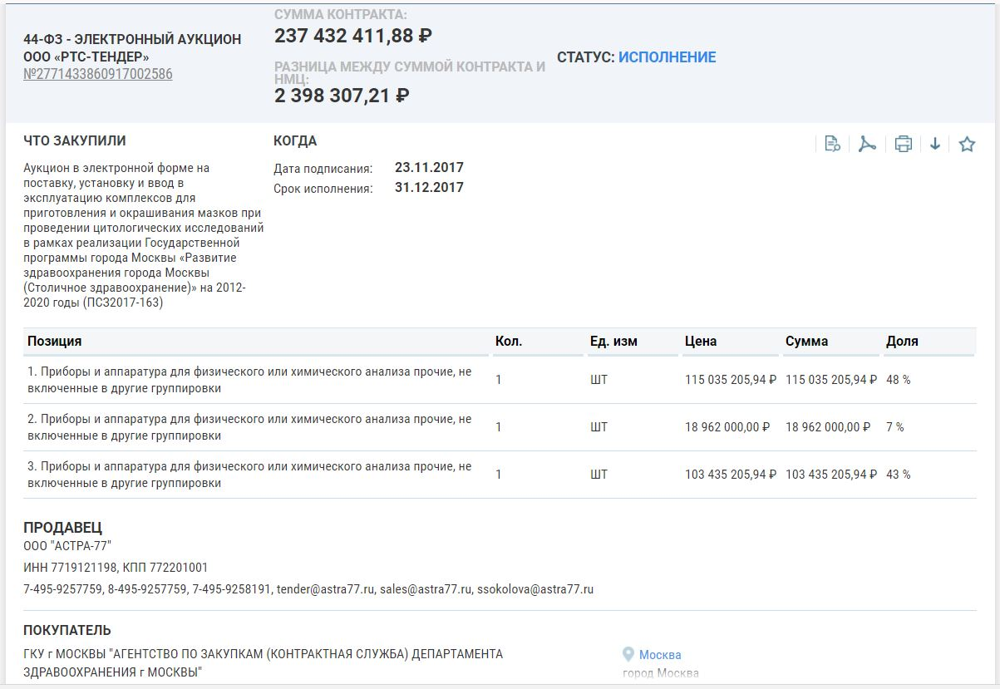 44-ФЗ - ЭЛЕКТРОННЫЙ АУКЦИОН
ООО «РТС-ТЕНДЕР»
№2771433860917002586
СУММА КОНТРАКТА:
237 432 411,88 ₽
РАЗНИЦА МЕЖДУ СУММОЙ КОНТРАКТА И
НМЦ:
2 398 307,21 ₽
СТАТУС: ИСПОЛНЕНИЕ
ЧТО ЗАКУПИЛИ
Аукцион в электронной форме на
поставку, установку и ввод в
эксплуатацию комплексов для
приготовления и окрашивания мазков при
проведении цитологических исследований
в рамках реализации Государственной
программы города Москвы «Развитие
здравоохранения города Москвы
(Столичное здравоохранение)» на 2012-
2020 годы (ПС32017-163)
КОГДА
Дата подписания: 23.11.2017
Срок исполнения: 31.12.2017
Позиция Кол. Ед. изм Цена Сумма Доля
1. Приборы и аппаратура для физического или химического анализа прочие, не
включенные в другие группировки
1 ШТ 115 035 205,94 ₽ 115 035 205,94 ₽ 48 %
2. Приборы и аппаратура для физического или химического анализа прочие, не
включенные в другие группировки
1 ШТ 18 962 000,00 ₽ 18 962 000,00 ₽ 7 %
3. Приборы и аппаратура для физического или химического анализа прочие, не
включенные в другие группировки
1 ШТ 103 435 205,94 ₽ 103 435 205,94 ₽ 43 %
ПРОДАВЕЦ
ООО "АСТРА-77"
ИНН 7719121198, КПП 772201001
7-495-9257759, 8-495-9257759, 7-495-9258191, tender@astra77.ru, sales@astra77.ru, ssokolova@astra77.ru
ПОКУПАТЕЛЬ
ГКУ г МОСКВЫ "АГЕНТСТВО ПО ЗАКУПКАМ (КОНТРАКТНАЯ СЛУЖБА) ДЕПАРТАМЕНТА
ЗДРАВООХРАНЕНИЯ г МОСКВЫ"
Москва
город Москва